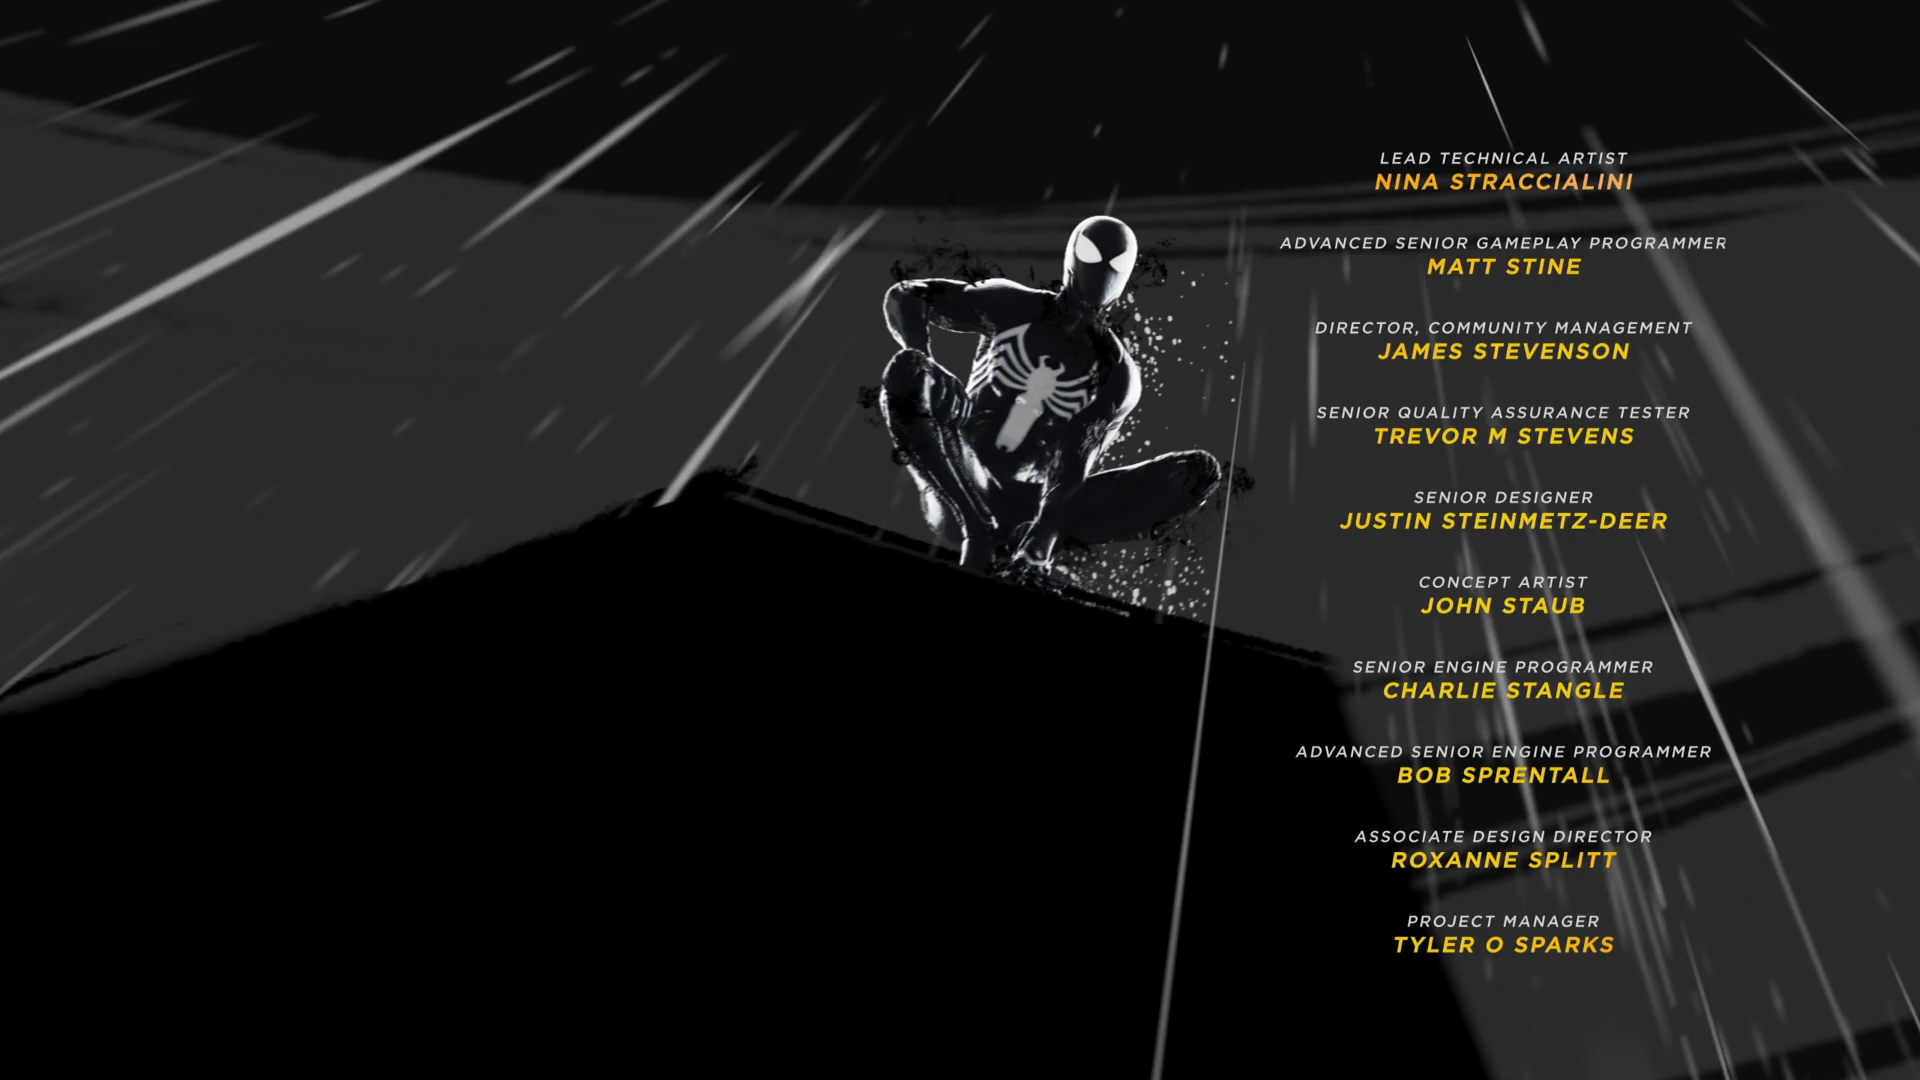 LEAD TECHNICAL ARTIST
NINA STRACCIALINI
ADVANCED SENIOR GAMEPLAY PROGRAMMER
MATT STINE
DIRECTOR, COMMUNITY MANAGEMENT
JAMES STEVENSON
SENIOR QUALITY ASSURANCE TESTER
TREVOR M STEVENS
SENIOR DESIGNER
JUSTIN STEINMETZ-DEER
CONCEPT ARTIST
JOHN STAUB
SENIOR ENGINE PROGRAMMER
CHARLIE STANGLE
ADVANCED SENIOR ENGINE PROGRAMMER
BOB SPRENTALL
ASSOCIATE DESIGN DIRECTOR
ROXANNE SPLITT
PROJECT MANAGER
TYLER O SPARKS